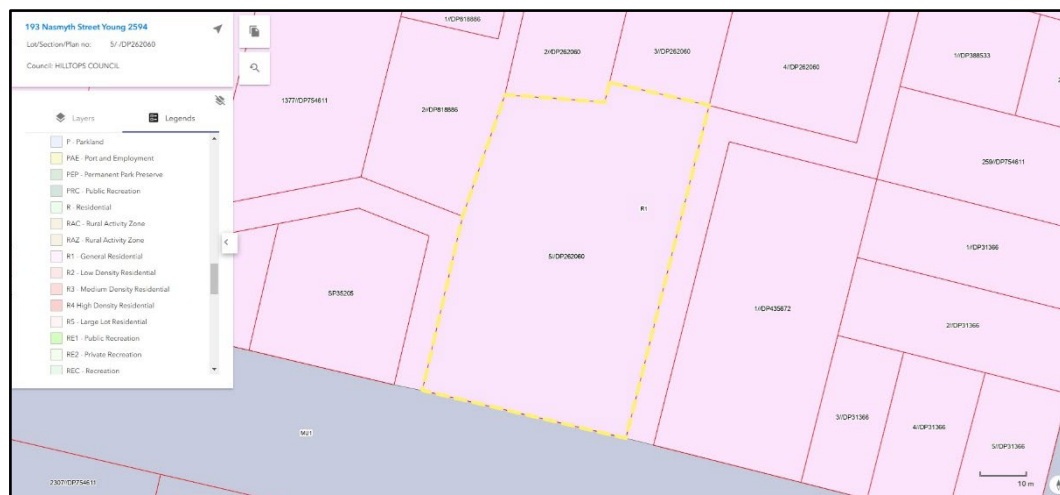 193 Nasmyth Street Young 2594
Lot/Section/Plan no: 5/ /DP262060
Council: HILLTOPS COUNCIL
Layers
Legends
P - Parkland
PAE - Port and Employment
PEP - Permanent Park Preserve
PRC - Public Recreation
R - Residential
RAC - Rural Activity Zone
RAZ - Rural Activity Zone
R1 - General Residential
R2 - Low Density Residential
R3 - Medium Density Residential
R4 High Density Residential
R5 - Large Lot Residential
RE1 - Public Recreation
RE2 - Private Recreation
REC - Recreation
1//DP818886
2//DP262060
3//DP262060
4//DP262060
1//DP388533
1377//DP754611
2//DP818886
259//DP754611
R1
1//DP31366
5//DP262060
SP35205
1//DP435672
2//DP31366
3//DP31366
4//DP31366
5//DP31366
MU1
2307//DP754611
10 m